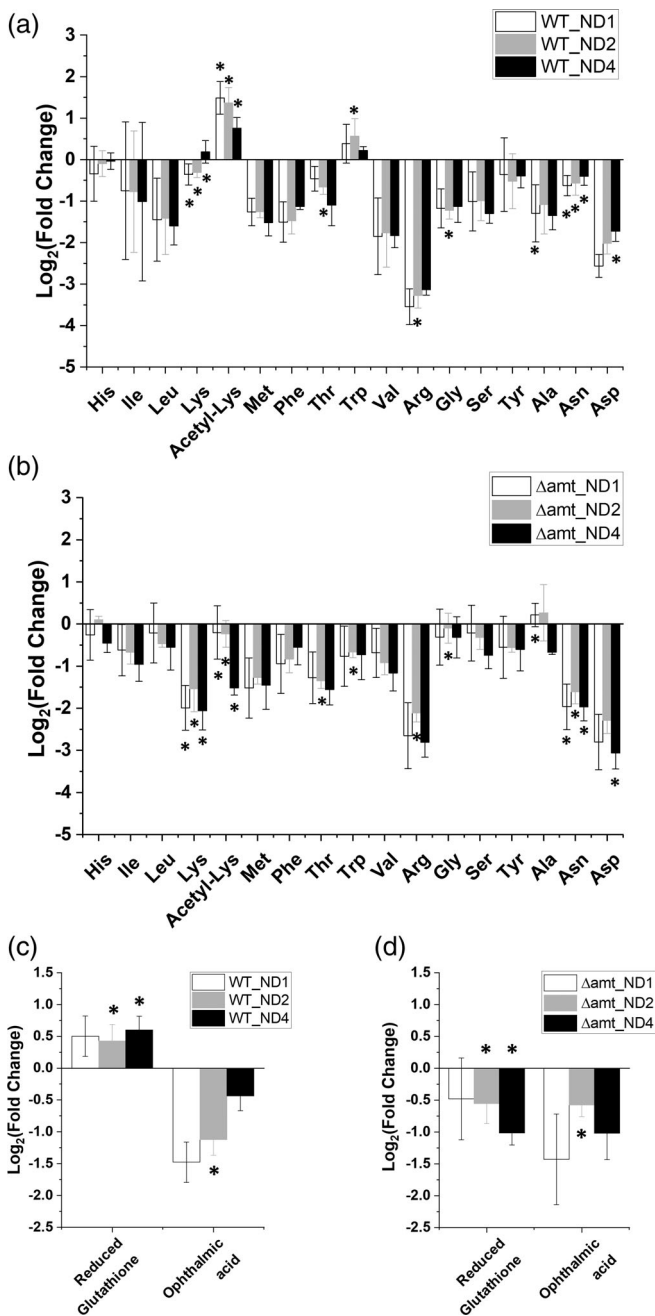 (a)
WT_ND1
WT_ND2
WT_ND4
Log₂(Fold Change)
3
2
1
0
-1
-2
-3
-4
-5
* * *
* * *
*
*
*
*
*
* * *
*
His Ile Leu Lys Acetyl-Lys Met Phe Thr Trp Val Arg Gly Ser Tyr Ala Asn Asp
(b)
Δamt_ND1
Δamt_ND2
Δamt_ND4
Log₂(Fold Change)
3
2
1
0
-1
-2
-3
-4
-5
* * *
* * *
*
*
*
*
*
* * *
*
His Ile Leu Lys Acetyl-Lys Met Phe Thr Trp Val Arg Gly Ser Tyr Ala Asn Asp
(c)
WT_ND1
WT_ND2
WT_ND4
Log₂(Fold Change)
1.5
1.0
0.5
0.0
-0.5
-1.0
-1.5
-2.0
-2.5
* *
*
Reduced
Glutathione
Ophthalmic
acid
(d)
Δamt_ND1
Δamt_ND2
Δamt_ND4
Log₂(Fold Change)
1.5
1.0
0.5
0.0
-0.5
-1.0
-1.5
-2.0
-2.5
* *
*
Reduced
Glutathione
Ophthalmic
acid